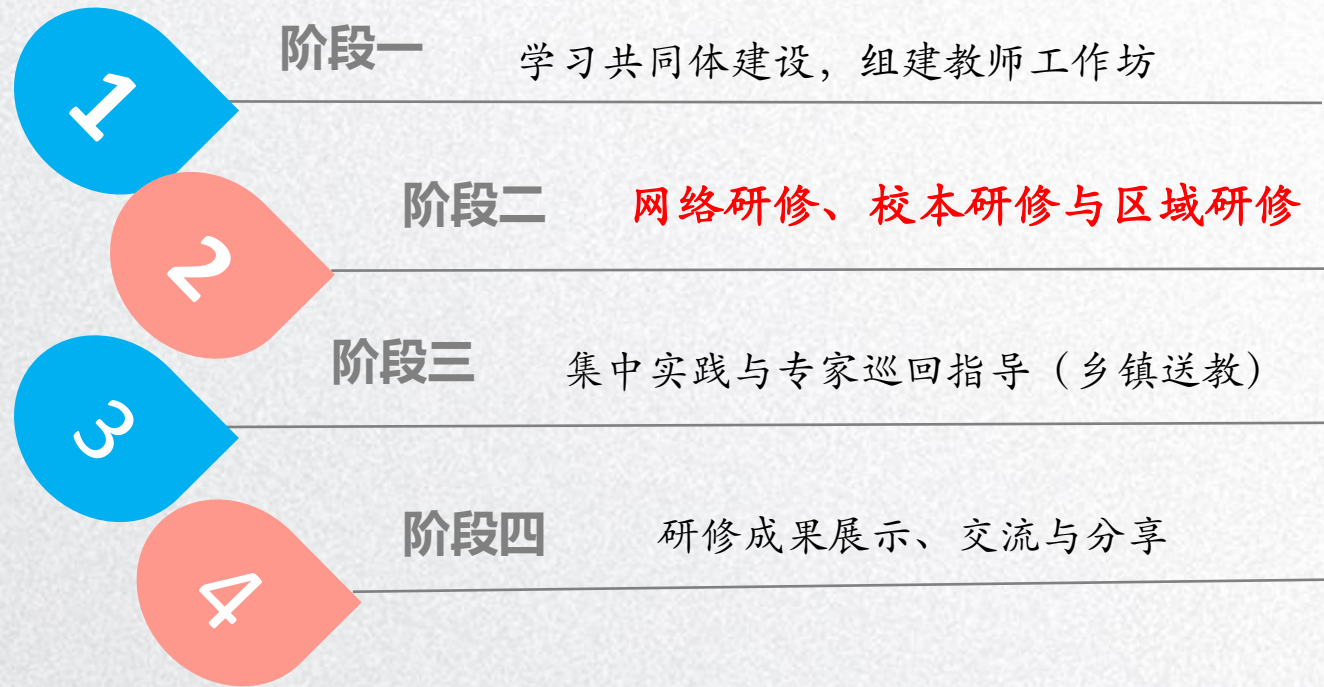 1
阶段一 学习共同体建设，组建教师工作坊
2
阶段二 网络研修、校本研修与区域研修
3
阶段三 集中实践与专家巡回指导（乡镇送教）
4
阶段四 研修成果展示、交流与分享